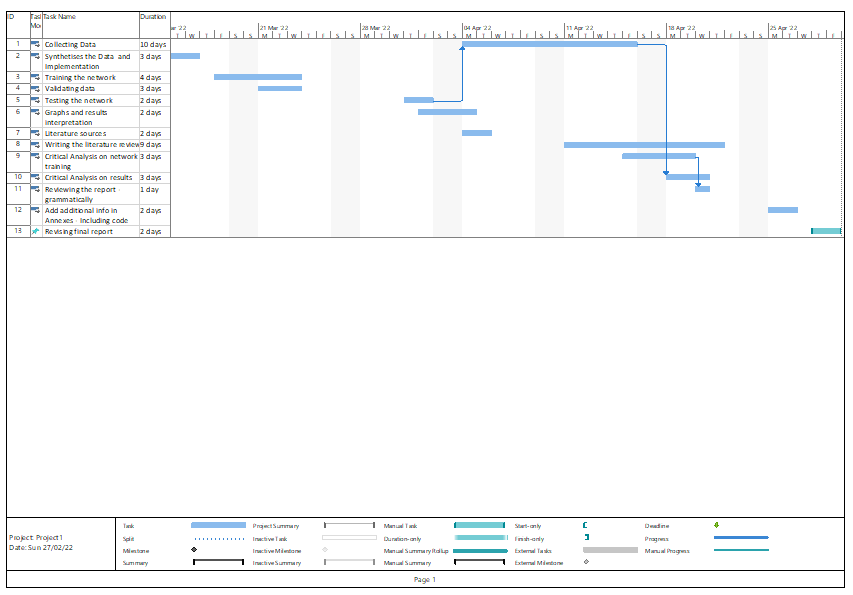 ID Task Mo Task Name Duration
ar '22 21 Mar '22 28 Mar '22 04 Apr '22 11 Apr '22 18 Apr '22 25 Apr '22
T W T F S S M T W T F S S M T W T F S S M T W T F S S M T W T F S S M T W T F S S M T W T F
1 Collecting Data 10 days
2 Synthetises the Data and 3 days
Implementation
3 Training the network 4 days
4 Validating data 3 days
5 Testing the network 2 days
6 Graphs and results 2 days
interpretation
7 Literature sources 2 days
8 Writing the literature review 9 days
9 Critical Analysis on network 3 days
training
10 Critical Analysis on results 3 days
11 Reviewing the report - 1 day
grammatically
12 Add additional info in 2 days
Annexes - Including code
13 Revising final report 2 days
Project: Project1
Date: Sun 27/02/22
Task Project Summary Manual Task Start-only Deadline
Split Inactive Task Duration-only Finish-only Progress
Milestone Inactive Milestone Manual Summary Rollup External Tasks Manual Progress
Summary Inactive Summary Manual Summary External Milestone
Page 1